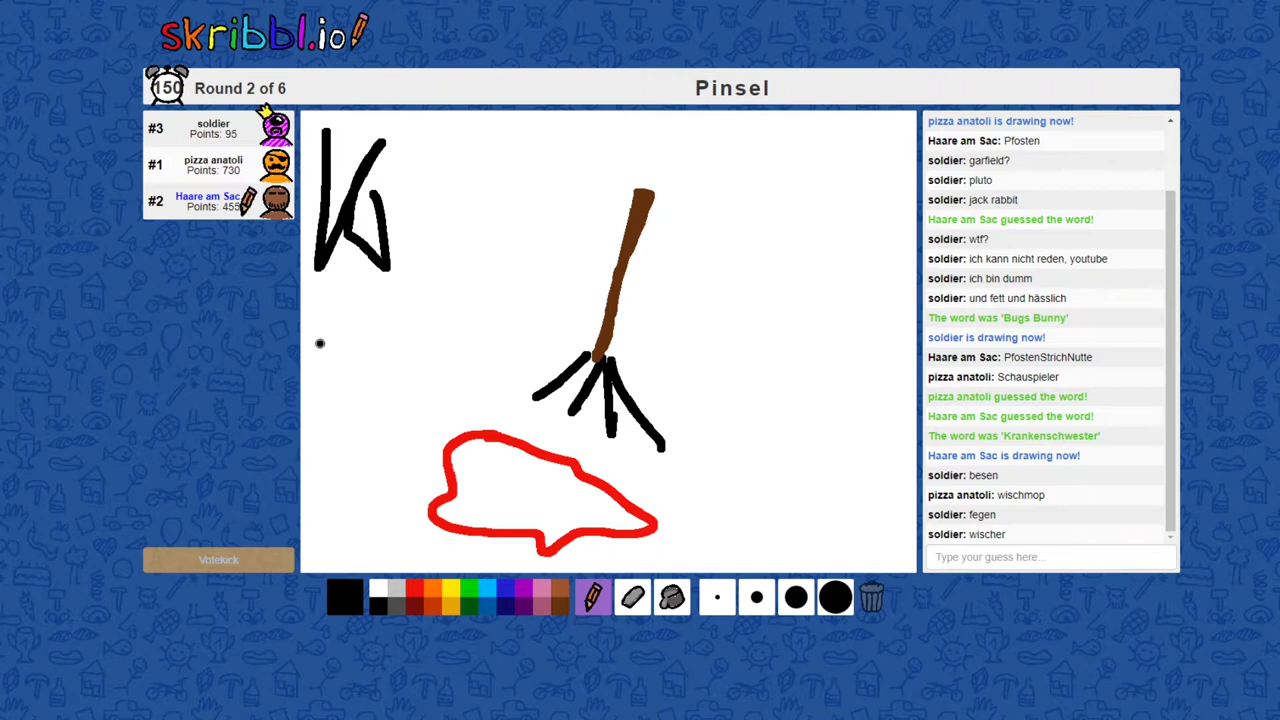 skribbl.io
150
Round 2 of 6
Pinsel
#3
soldier
Points: 95
#1
pizza anatoli
Points: 730
#2
Haare am Sac
Points: 455
Votekick
pizza anatoli is drawing now!
Haare am Sac: Pfosten
soldier: garfield?
soldier: pluto
soldier: jack rabbit
Haare am Sac guessed the word!
soldier: wtf?
soldier: ich kann nicht reden, youtube
soldier: ich bin dumm
soldier: und fett und hässlich
The word was 'Bugs Bunny'
soldier is drawing now!
Haare am Sac: PfostenStrichNutte
pizza anatoli: Schauspieler
pizza anatoli guessed the word!
Haare am Sac guessed the word!
The word was 'Krankenschwester'
Haare am Sac is drawing now!
soldier: besen
pizza anatoli: wischmop
soldier: fegen
soldier: wischer
Type your guess here...